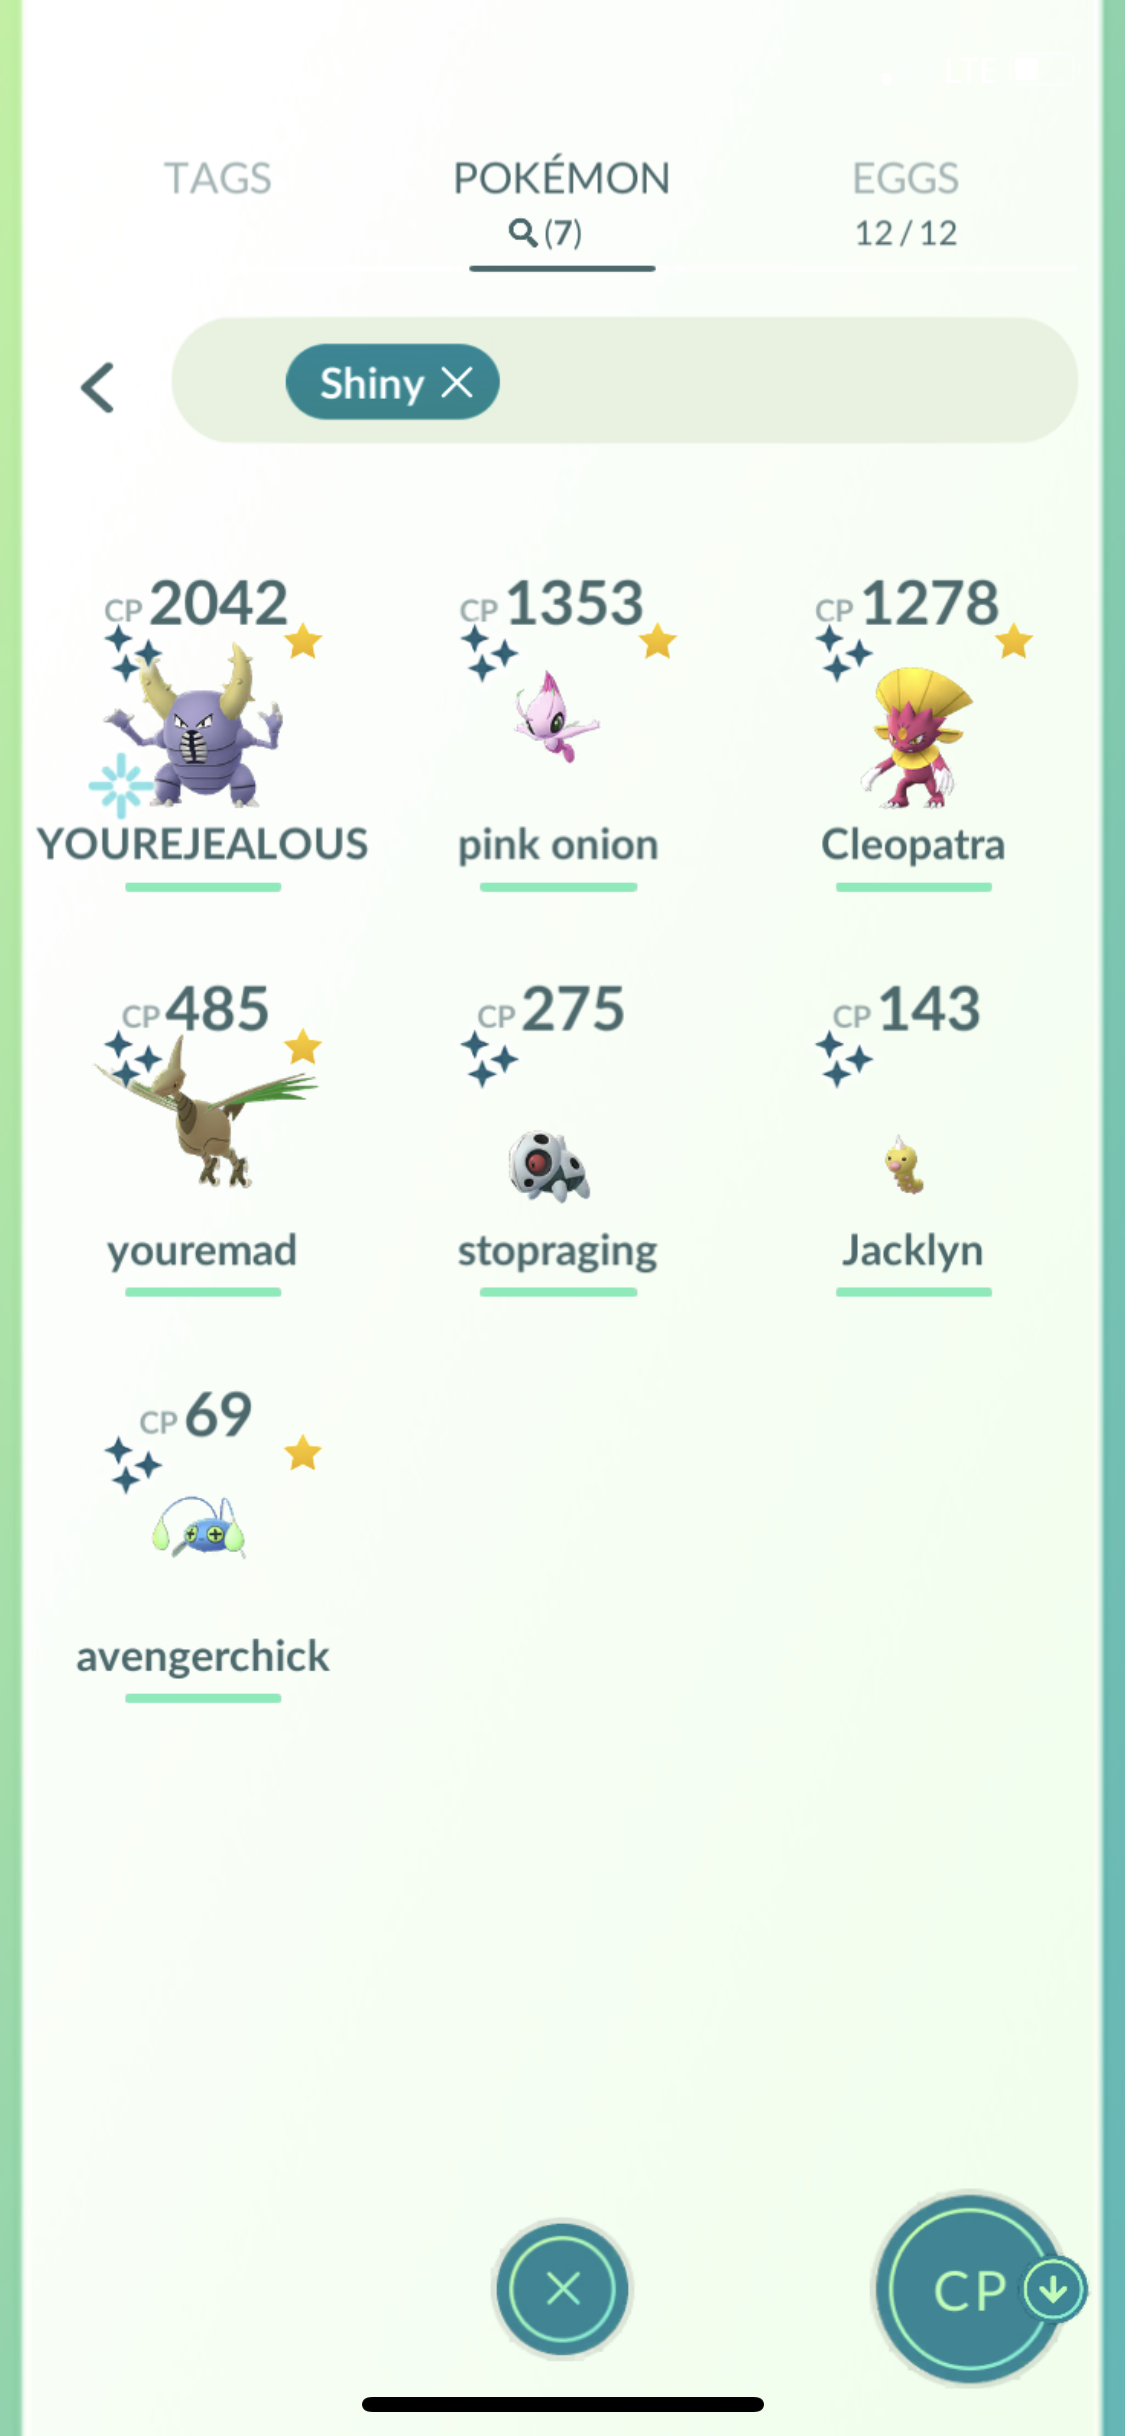 LTE
TAGS POKÉMON EGGS
(7) 12 / 12
Shiny
CP 2042 CP 1353 CP 1278
YOUREJEALOUS pink onion Cleopatra
CP 485 CP 275 CP 143
youremad stopraging Jacklyn
CP 69
avengerchick
CP